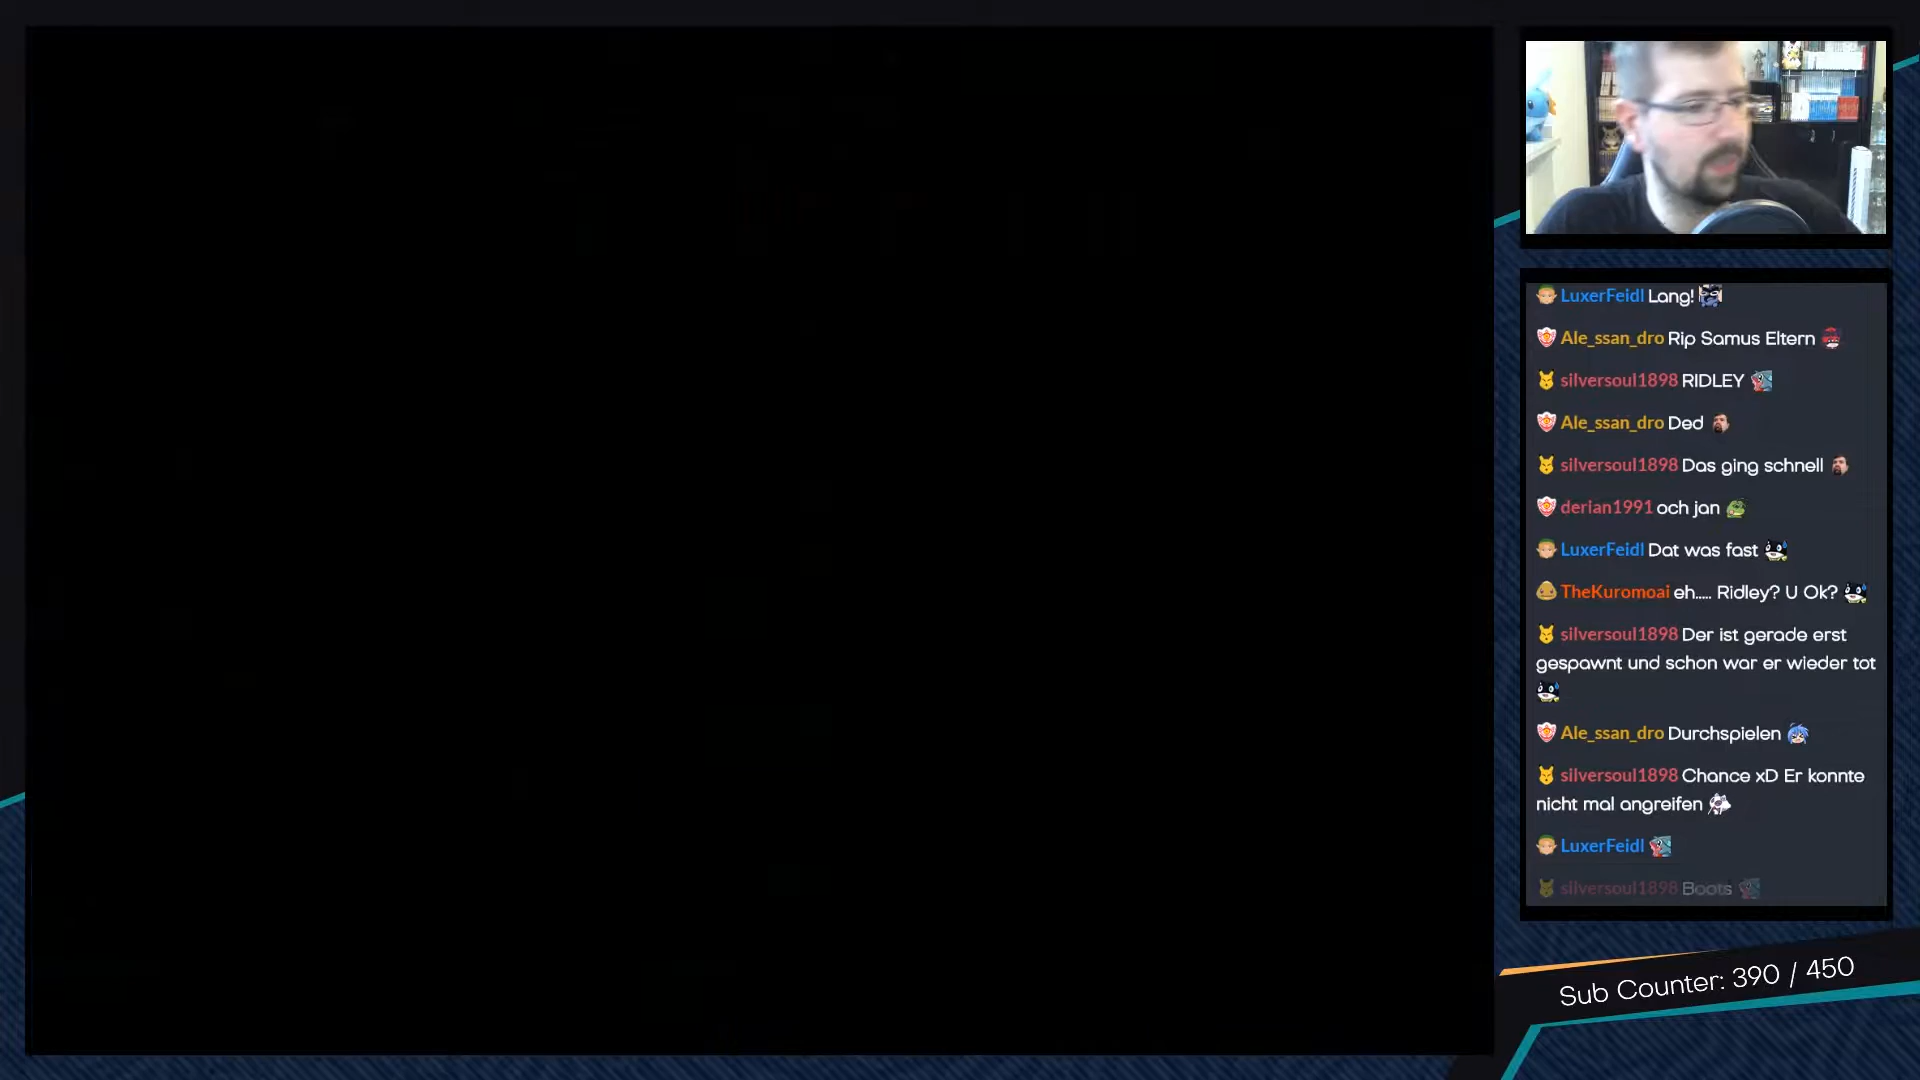 LuxerFeidl Lang!
Ale_ssan_dro Rip Samus Eltern
silversoul1898 RIDLEY
Ale_ssan_dro Ded
silversoul1898 Das ging schnell
derian1991 och jan
LuxerFeidl Dat was fast
TheKuromoai eh..... Ridley? U Ok?
silversoul1898 Der ist gerade erst
gespawnt und schon war er wieder tot
Ale_ssan_dro Durchspielen
silversoul1898 Chance xD Er konnte
nicht mal angreifen
LuxerFeidl
silversoul1898 Boots
Sub Counter: 390 / 450